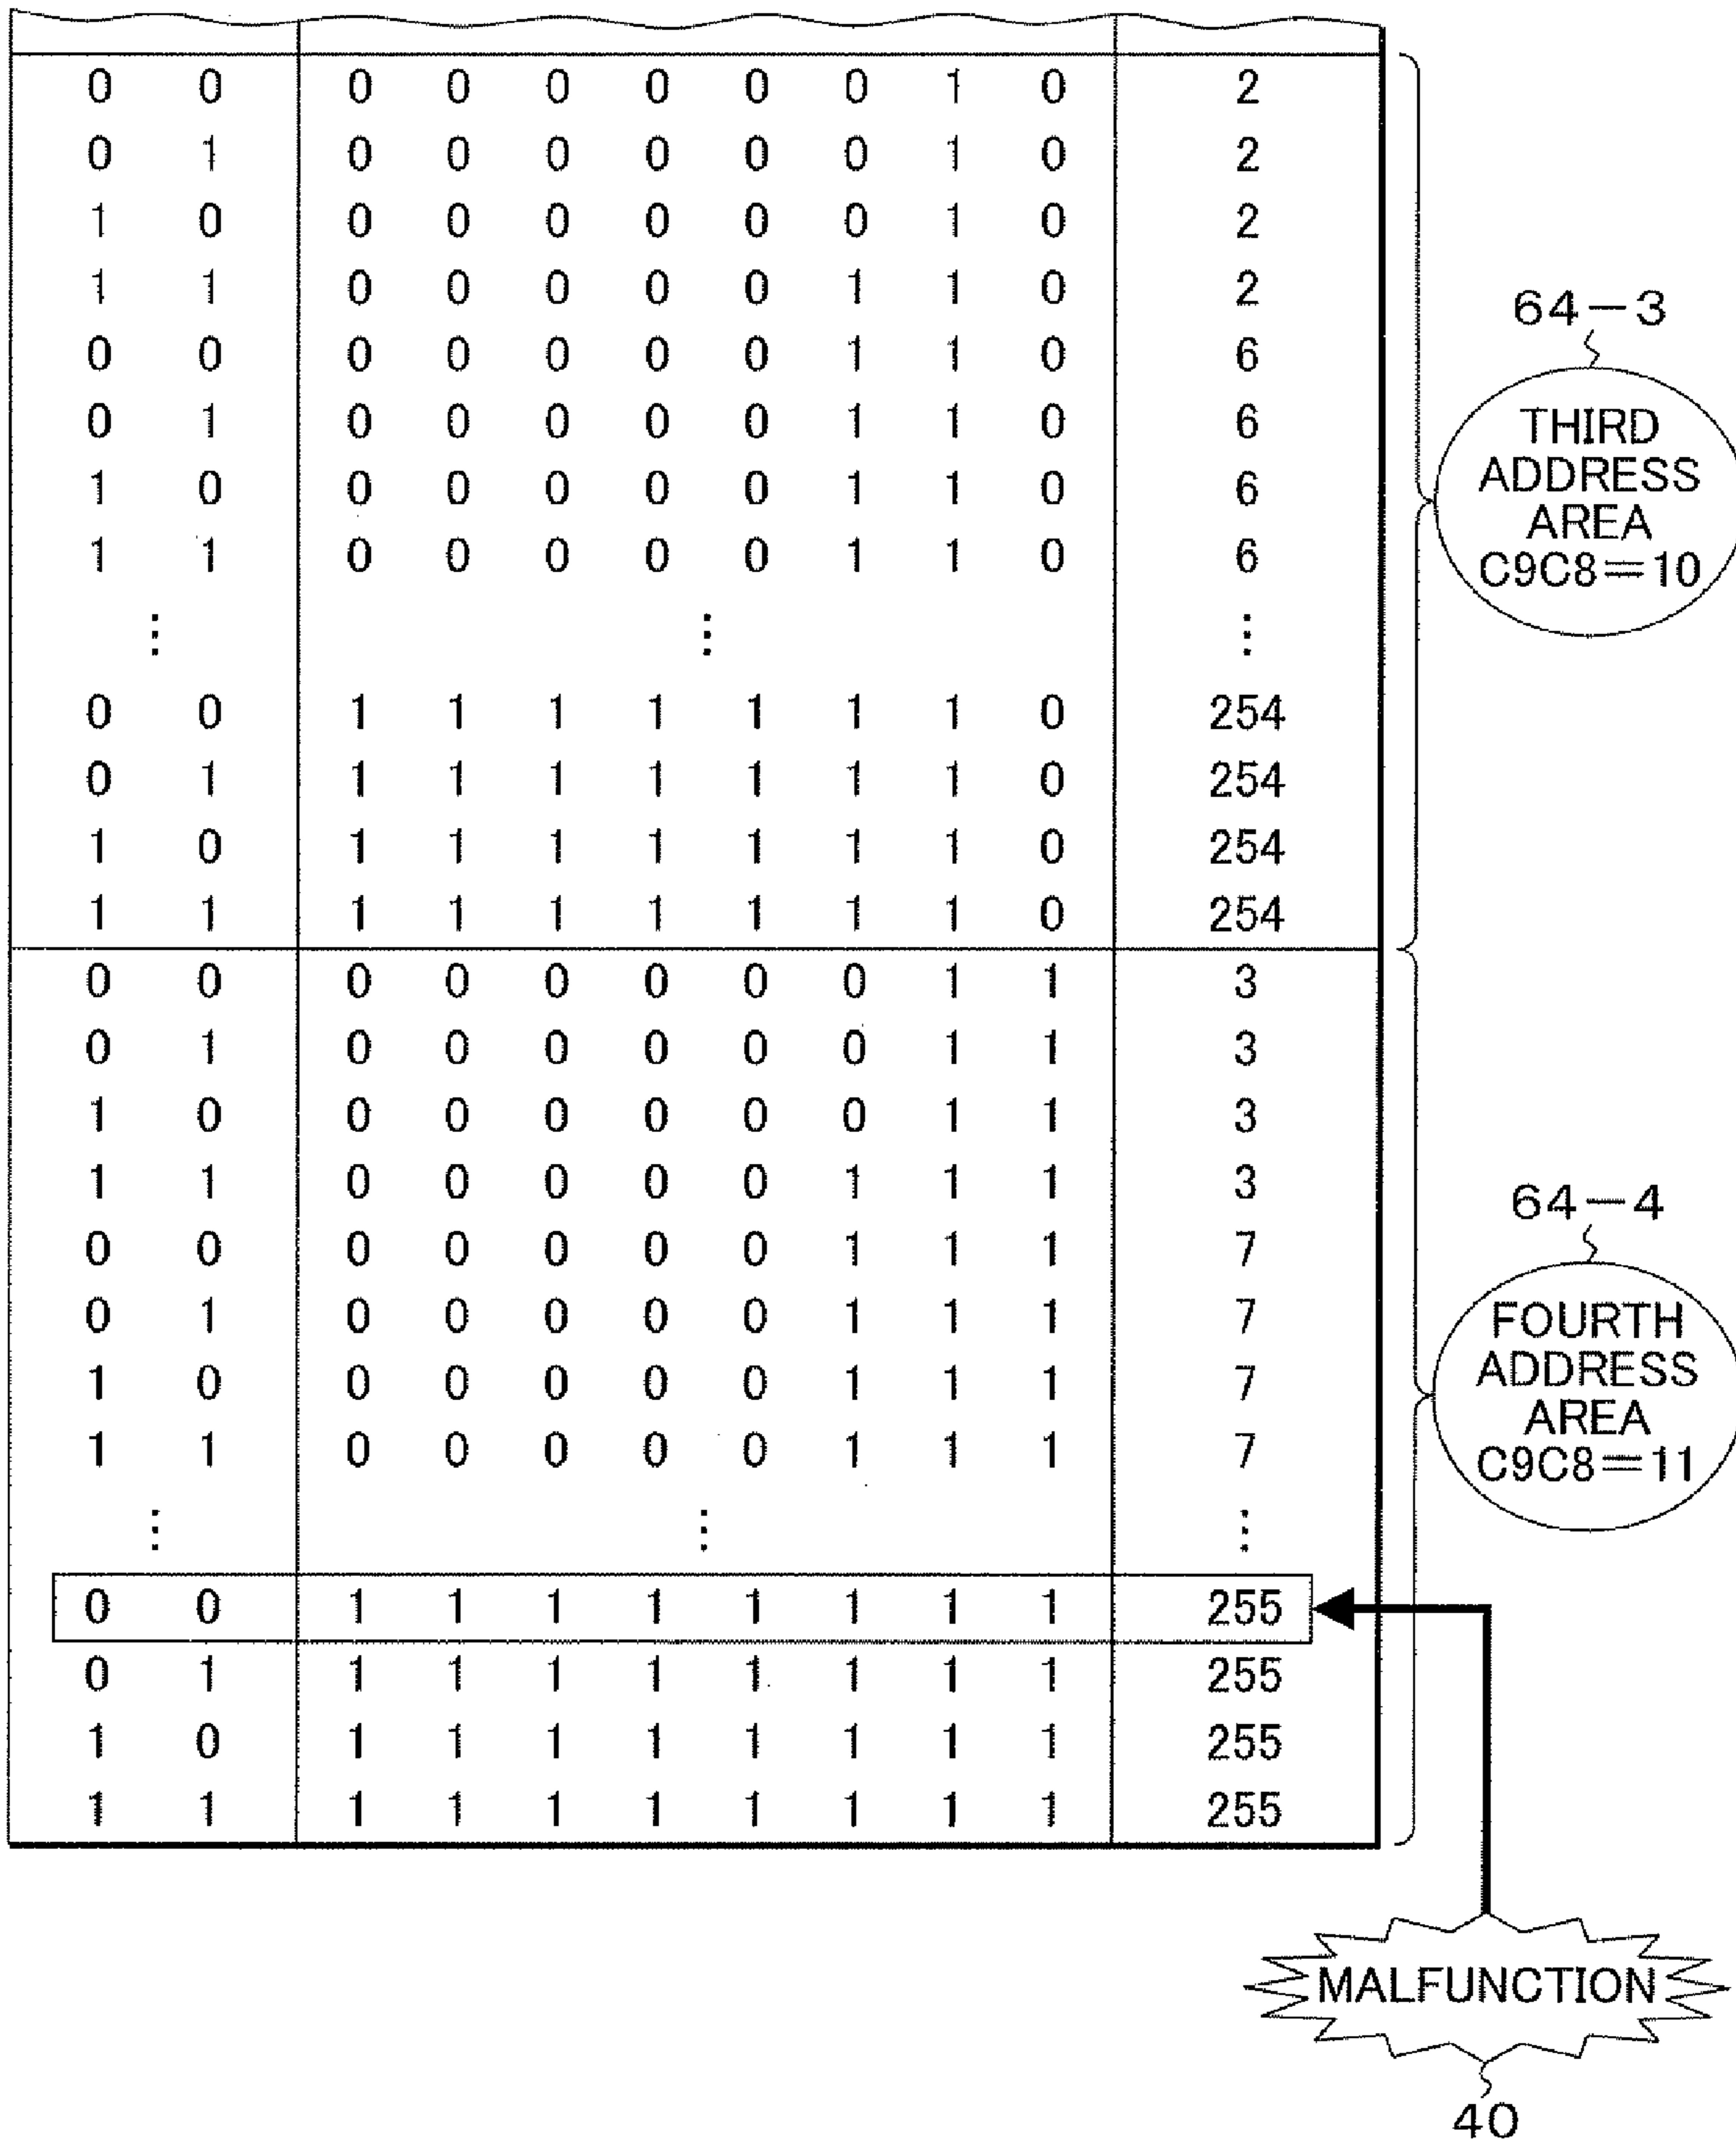 0 0 0 0 0 0 0 0 1 0 2
0 1 0 0 0 0 0 0 1 0 2
1 0 0 0 0 0 0 0 1 0 2
1 1 0 0 0 0 0 1 1 0 2
0 0 0 0 0 0 0 1 1 0 6
0 1 0 0 0 0 0 1 1 0 6
1 0 0 0 0 0 0 1 1 0 6
1 1 0 0 0 0 0 1 1 0 6
⋮ ⋮ ⋮
0 0 1 1 1 1 1 1 1 0 254
0 1 1 1 1 1 1 1 1 0 254
1 0 1 1 1 1 1 1 1 0 254
1 1 1 1 1 1 1 1 1 0 254
64-3
THIRD
ADDRESS
AREA
C9C8=10
0 0 0 0 0 0 0 0 1 1 3
0 1 0 0 0 0 0 0 1 1 3
1 0 0 0 0 0 0 0 1 1 3
1 1 0 0 0 0 0 1 1 1 3
0 0 0 0 0 0 0 1 1 1 7
0 1 0 0 0 0 0 1 1 1 7
1 0 0 0 0 0 0 1 1 1 7
1 1 0 0 0 0 0 1 1 1 7
⋮ ⋮ ⋮
0 0 1 1 1 1 1 1 1 1 255
0 1 1 1 1 1 1 1 1 1 255
1 0 1 1 1 1 1 1 1 1 255
1 1 1 1 1 1 1 1 1 1 255
64-4
FOURTH
ADDRESS
AREA
C9C8=11
MALFUNCTION
40